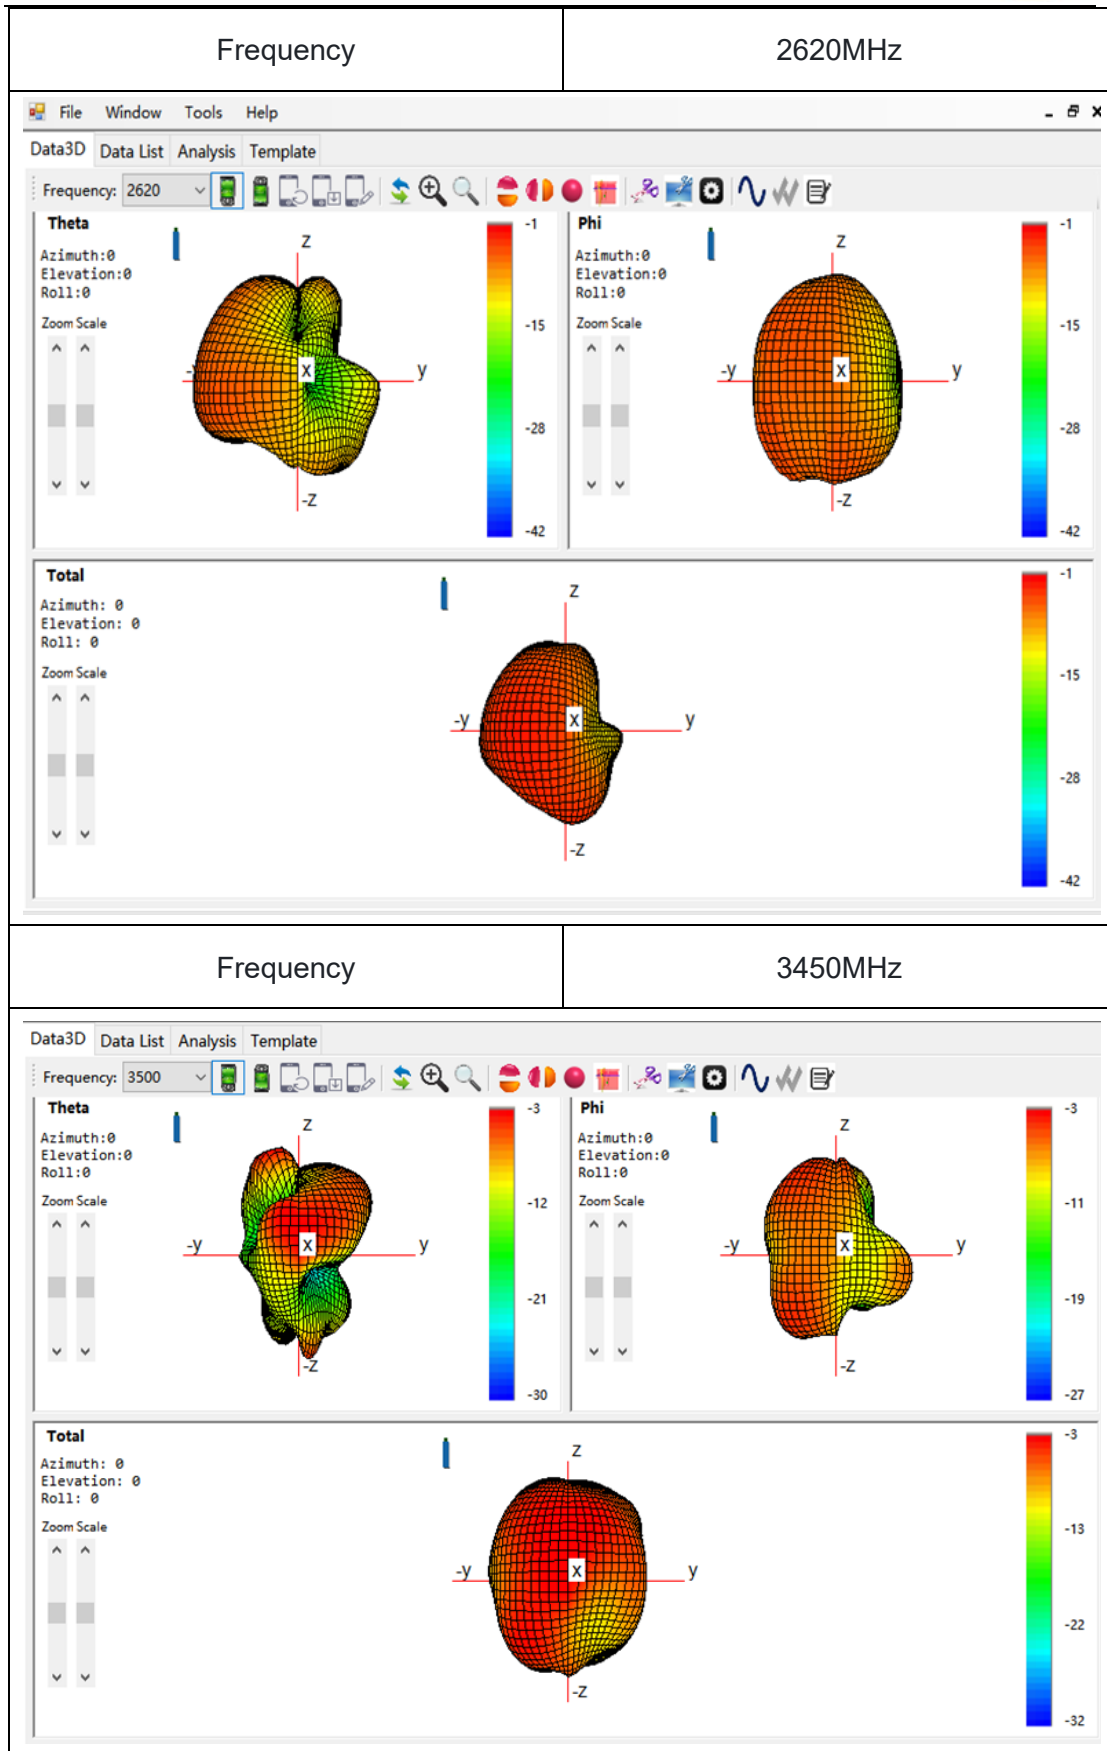 Frequency 2620MHz
File Window Tools Help
Data3D Data List Analysis Template
Frequency: 2620
Theta
Azimuth:0
Elevation:0
Roll:0
Zoom Scale
z
-y
x
y
-z
-1
-15
-28
-42
Phi
Azimuth:0
Elevation:0
Roll:0
Zoom Scale
z
-y
x
y
-z
-1
-15
-28
-42
Total
Azimuth: 0
Elevation: 0
Roll: 0
Zoom Scale
z
-y
x
y
-z
-1
-15
-28
-42
Frequency 3450MHz
Data3D Data List Analysis Template
Frequency: 3500
Theta
Azimuth:0
Elevation:0
Roll:0
Zoom Scale
z
-y
x
y
-z
-3
-12
-21
-30
Phi
Azimuth:0
Elevation:0
Roll:0
Zoom Scale
z
-y
x
y
-z
-3
-11
-19
-27
Total
Azimuth: 0
Elevation: 0
Roll: 0
Zoom Scale
z
-y
x
y
-z
-3
-13
-22
-32